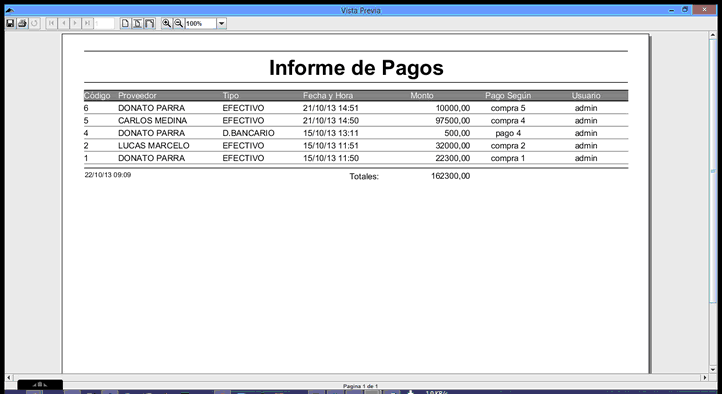 Vista Previa
100%
Informe de Pagos
Código Proveedor Tipo Fecha y Hora Monto Pago Según Usuario
6 DONATO PARRA EFECTIVO 21/10/13 14:51 10000,00 compra 5 admin
5 CARLOS MEDINA EFECTIVO 21/10/13 14:50 97500,00 compra 4 admin
4 DONATO PARRA D.BANCARIO 15/10/13 13:11 500,00 pago 4 admin
2 LUCAS MARCELO EFECTIVO 15/10/13 11:51 32000,00 compra 2 admin
1 DONATO PARRA EFECTIVO 15/10/13 11:50 22300,00 compra 1 admin
22/10/13 09:09 Totales: 162300,00
Pagina 1 de 1